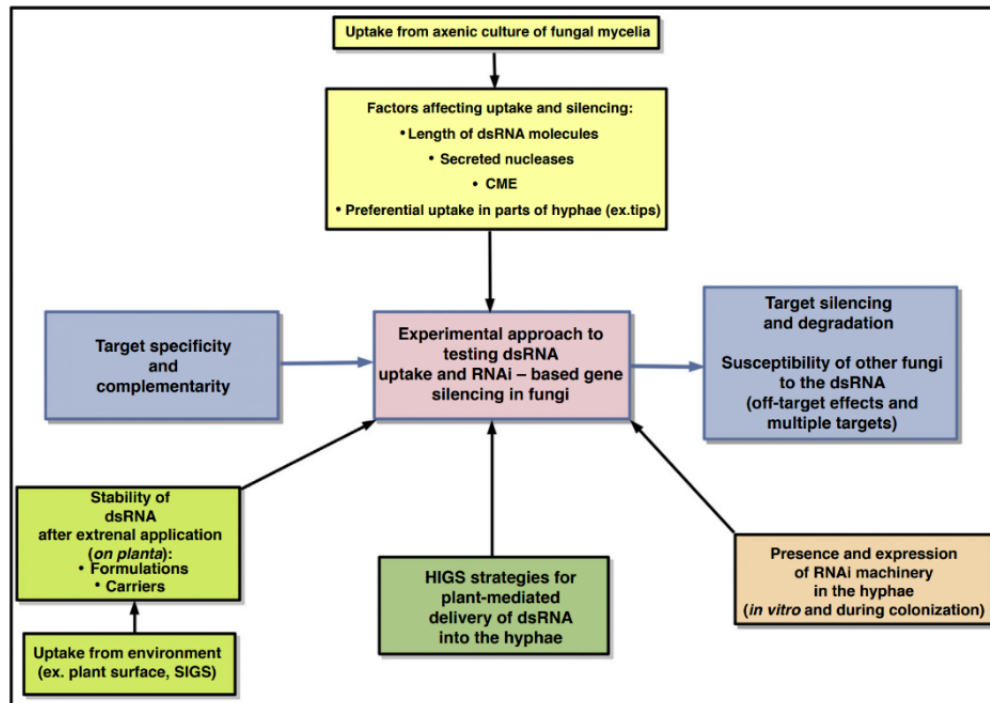 Uptake from axenic culture of fungal mycelia
Factors affecting uptake and silencing:
• Length of dsRNA molecules
• Secreted nucleases
• CME
• Preferential uptake in parts of hyphae (ex.tips)
Target specificity
and
complementarity
Experimental approach to
testing dsRNA
uptake and RNAi – based gene
silencing in fungi
Target silencing
and degradation
Susceptibility of other fungi
to the dsRNA
(off-target effects and
multiple targets)
Stability of
dsRNA
after extrenal application
(on planta):
• Formulations
• Carriers
Uptake from environment
(ex. plant surface, SIGS)
HIGS strategies for
plant-mediated
delivery of dsRNA
into the hyphae
Presence and expression
of RNAi machinery
in the hyphae
(in vitro and during colonization)